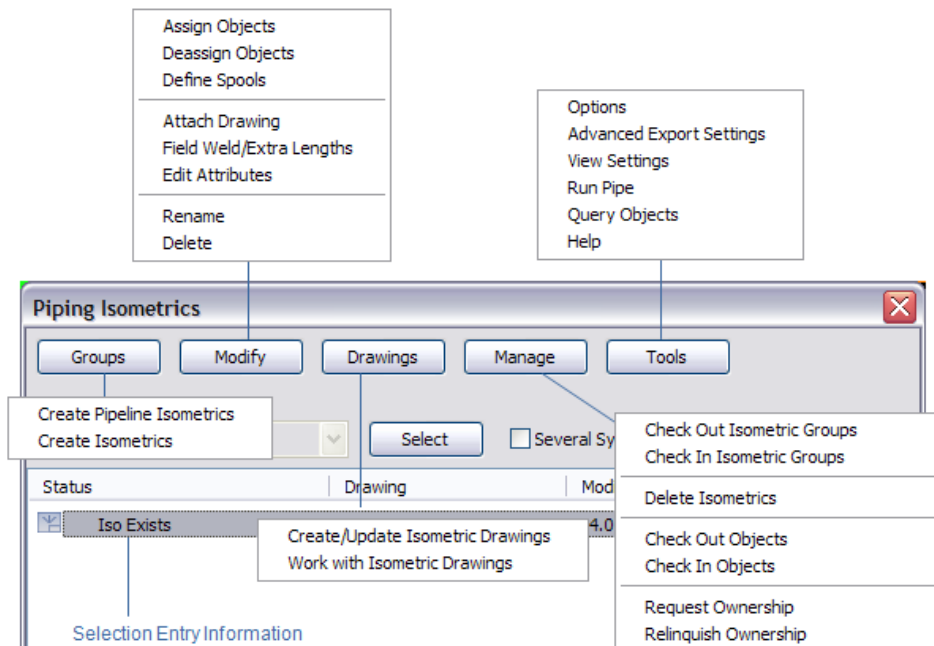 Assign Objects
Deassign Objects
Define Spools
Attach Drawing
Field Weld/Extra Lengths
Edit Attributes
Rename
Delete
Options
Advanced Export Settings
View Settings
Run Pipe
Query Objects
Help
Piping Isometrics
Groups
Modify
Drawings
Manage
Tools
Create Pipeline Isometrics
Create Isometrics
Select
Several Sy
Check Out Isometric Groups
Check In Isometric Groups
Delete Isometrics
Check Out Objects
Check In Objects
Request Ownership
Relinquish Ownership
Status
Drawing
Mod
Iso Exists
4.0
Create/Update Isometric Drawings
Work with Isometric Drawings
Selection Entry Information